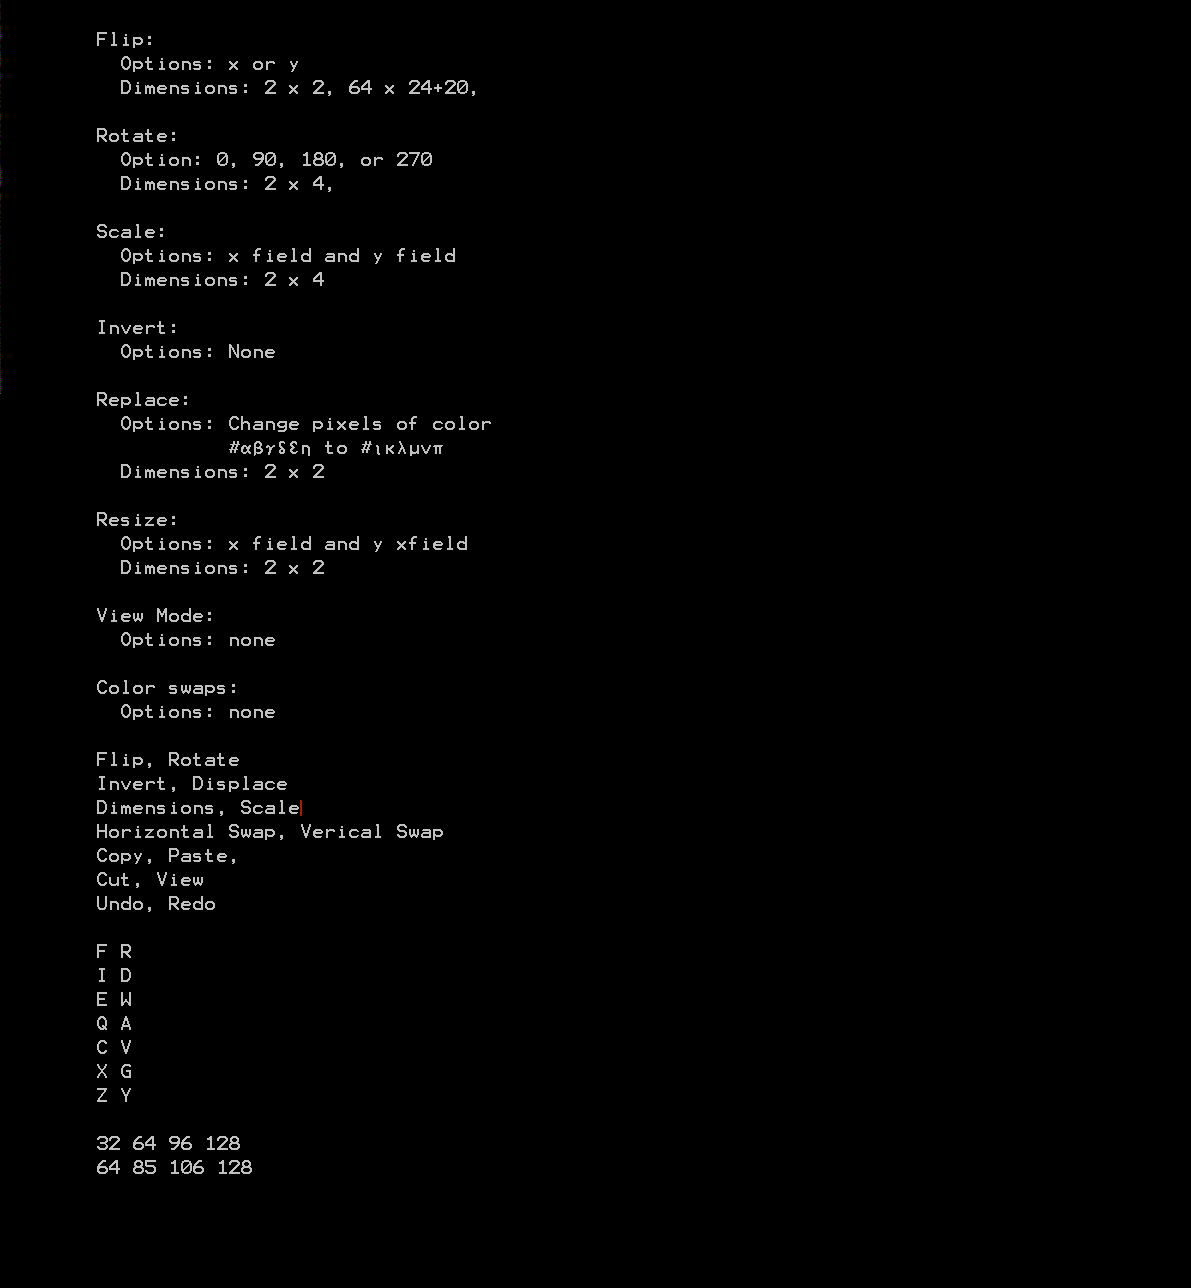 Flip:
  Options: x or y
  Dimensions: 2 x 2, 64 x 24+20,

Rotate:
  Option: 0, 90, 180, or 270
  Dimensions: 2 x 4,

Scale:
  Options: x field and y field
  Dimensions: 2 x 4

Invert:
  Options: None

Replace:
  Options: Change pixels of color
           #αβγδεη to #ικλμνπ
  Dimensions: 2 x 2

Resize:
  Options: x field and y xfield
  Dimensions: 2 x 2

View Mode:
  Options: none

Color swaps:
  Options: none

Flip, Rotate
Invert, Displace
Dimensions, Scale
Horizontal Swap, Verical Swap
Copy, Paste,
Cut, View
Undo, Redo

F R
I D
E W
Q A
C V
X G
Z Y

32 64 96 128
64 85 106 128